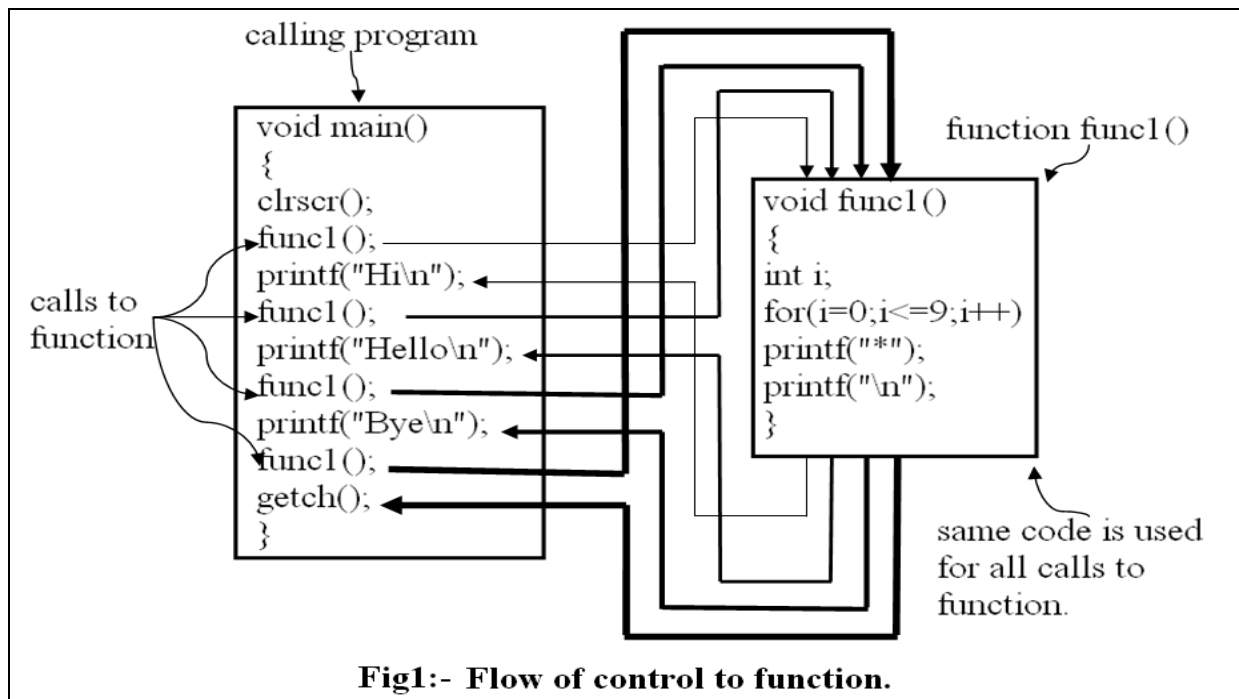 calling program
void main()
{
clrscr();
func1();
printf("Hi\n");
func1();
printf("Hello\n");
func1();
printf("Bye\n");
func1();
getch();
}
calls to
function
function func1()
void func1()
{
int i;
for(i=0;i<=9;i++)
printf("*");
printf("\n");
}
same code is used
for all calls to
function.
Fig1:- Flow of control to function.